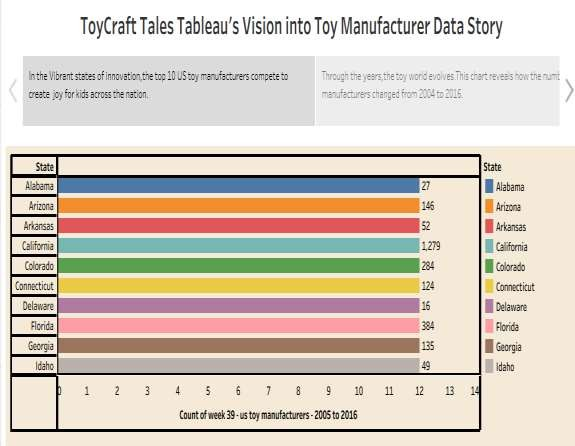 ToyCraft Tales Tableau's Vision into Toy Manufacturer Data Story
In the Vibrant states of innovation,the top 10 US toy manufacturers compete to
create joy for kids across the nation.
Through the years,the toy world evolves.This chart reveals how the
manufacturers changed from 2004 to 2016.
State
Alabama 27
Arizona 146
Arkansas 52
California 1,279
Colorado 284
Connecticut 124
Delaware 16
Florida 384
Georgia 135
Idaho 49
0 1 2 3 4 5 6 7 8 9 10 11 12 13 14
Count of week 39 - us toy manufacturers - 2005 to 2016
State
Alabama
Arizona
Arkansas
California
Colorado
Connecticut
Delaware
Florida
Georgia
Idaho